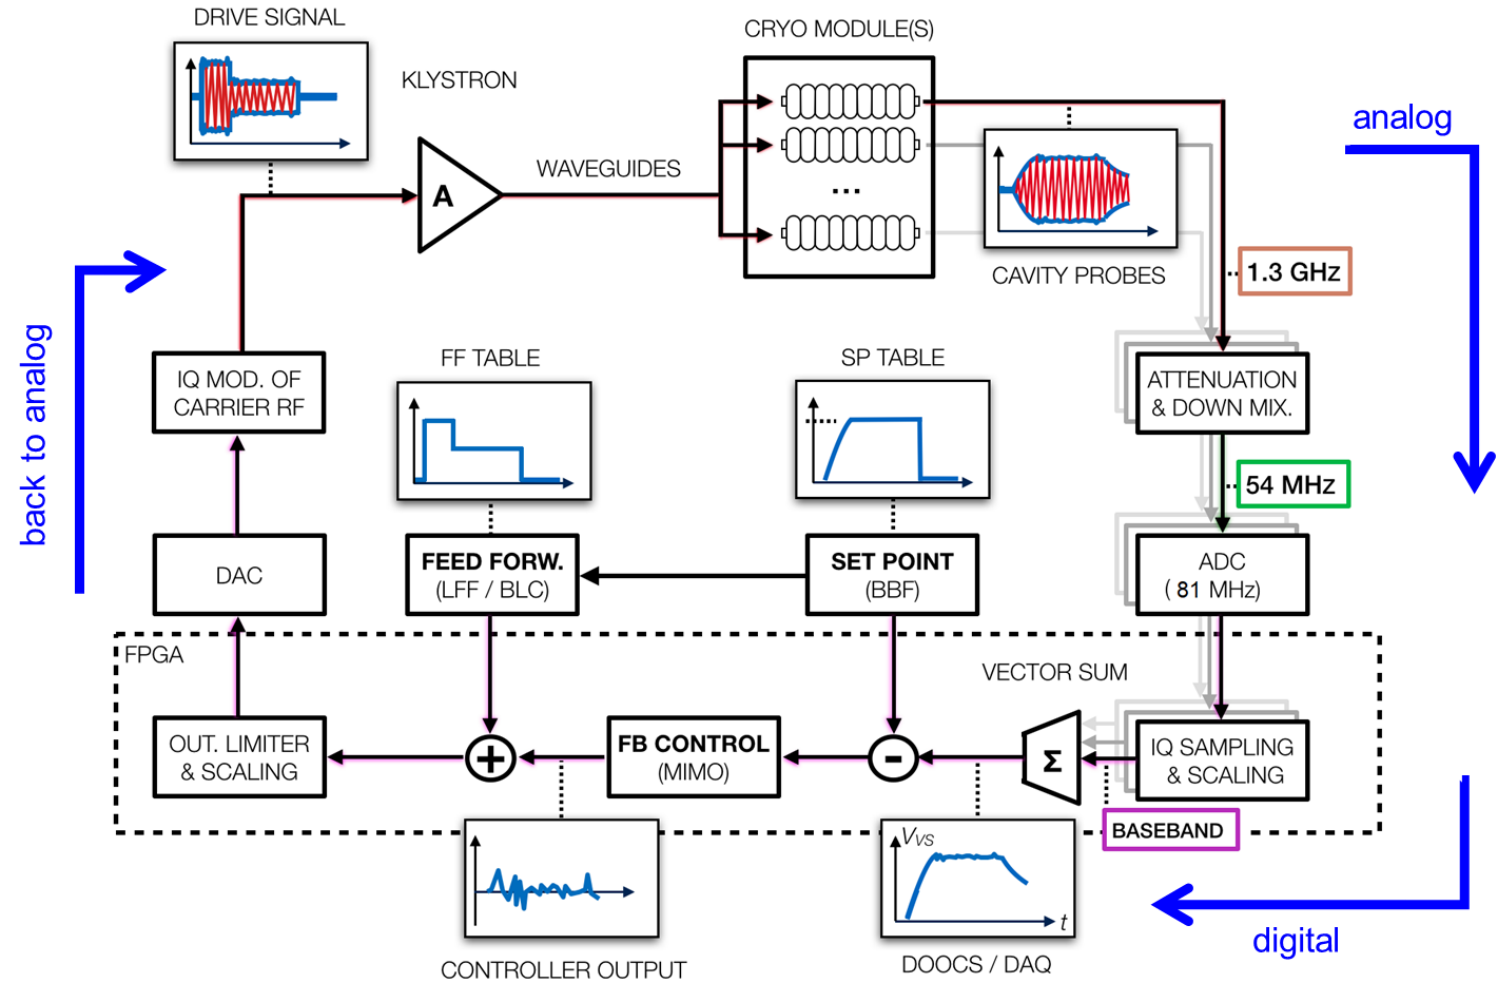 DRIVE SIGNAL
KLYSTRON
A
WAVEGUIDES
CRYO MODULE(S)
...
CAVITY PROBES
analog
1.3 GHz
ATTENUATION
& DOWN MIX.
54 MHz
ADC
( 81 MHz)
back to analog
IQ MOD. OF
CARRIER RF
FF TABLE
SP TABLE
DAC
FEED FORW.
(LFF / BLC)
SET POINT
(BBF)
FPGA
VECTOR SUM
OUT. LIMITER
& SCALING
+
FB CONTROL
(MIMO)
-
Σ
IQ SAMPLING
& SCALING
BASEBAND
VVS
t
CONTROLLER OUTPUT
DOOCS / DAQ
digital